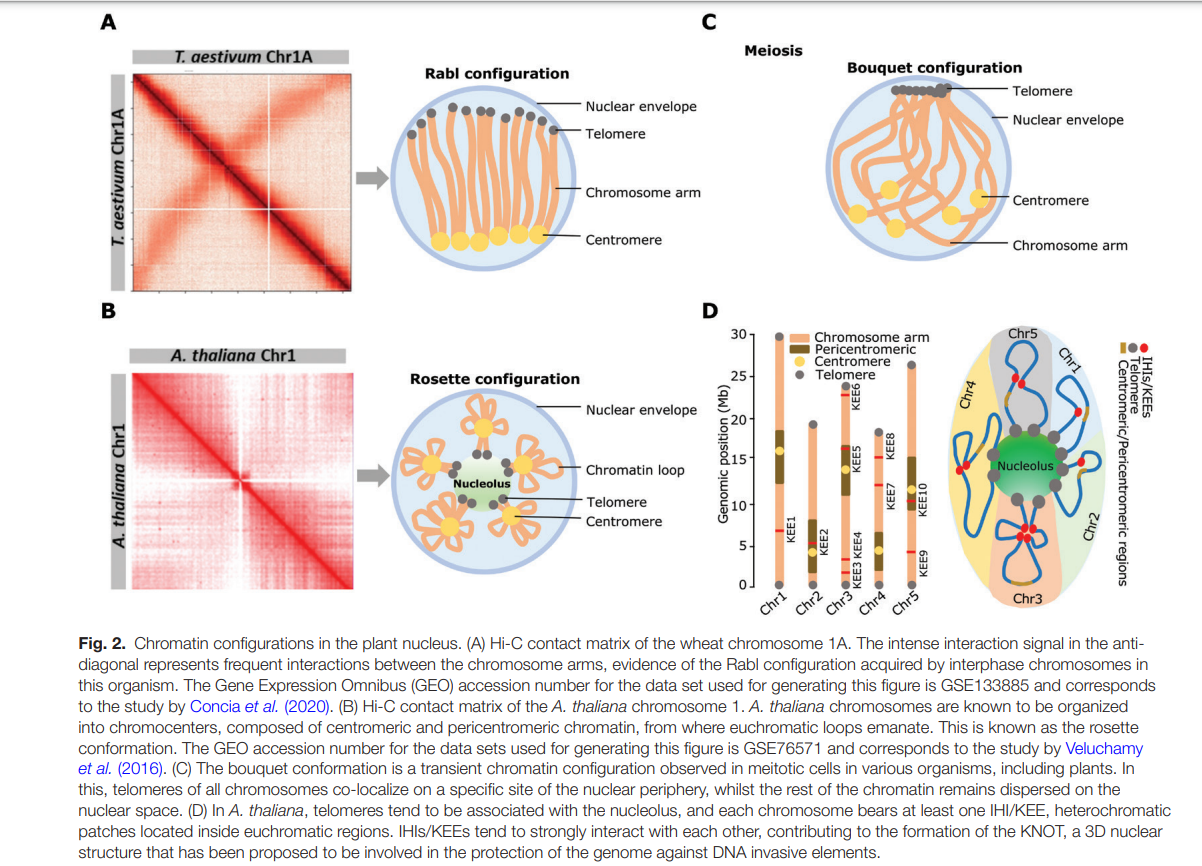 A
T. aestivum Chr1A
T. aestivum Chr1A
Rabl configuration
Nuclear envelope
Telomere
Chromosome arm
Centromere
C
Meiosis
Bouquet configuration
Telomere
Nuclear envelope
Centromere
Chromosome arm
B
A. thaliana Chr1
A. thaliana Chr1
Rosette configuration
Nuclear envelope
Chromatin loop
Nucleolus
Telomere
Centromere
D
Genomic position (Mb)
30
25
20
15
10
5
0
Chromosome arm
Pericentromeric
Centromere
Telomere
KEE1
KEE2
KEE3 KEE4
KEE5
KEE6
KEE7
KEE8
KEE9
KEE10
Chr1
Chr2
Chr3
Chr4
Chr5
Chr5
Chr1
Chr4
Nucleolus
Chr2
Chr3
IHIs/KEEs
Telomere
Centromeric/Pericentromeric regions
Fig. 2. Chromatin configurations in the plant nucleus. (A) Hi-C contact matrix of the wheat chromosome 1A. The intense interaction signal in the anti-
diagonal represents frequent interactions between the chromosome arms, evidence of the Rabl configuration acquired by interphase chromosomes in
this organism. The Gene Expression Omnibus (GEO) accession number for the data set used for generating this figure is GSE133885 and corresponds
to the study by Concia et al. (2020). (B) Hi-C contact matrix of the A. thaliana chromosome 1. A. thaliana chromosomes are known to be organized
into chromocenters, composed of centromeric and pericentromeric chromatin, from where euchromatic loops emanate. This is known as the rosette
conformation. The GEO accession number for the data sets used for generating this figure is GSE76571 and corresponds to the study by Veluchamy
et al. (2016). (C) The bouquet conformation is a transient chromatin configuration observed in meitotic cells in various organisms, including plants. In
this, telomeres of all chromosomes co-localize on a specific site of the nuclear periphery, whilst the rest of the chromatin remains dispersed on the
nuclear space. (D) In A. thaliana, telomeres tend to be associated with the nucleolus, and each chromosome bears at least one IHI/KEE, heterochromatic
patches located inside euchromatic regions. IHIs/KEEs tend to strongly interact with each other, contributing to the formation of the KNOT, a 3D nuclear
structure that has been proposed to be involved in the protection of the genome against DNA invasive elements.